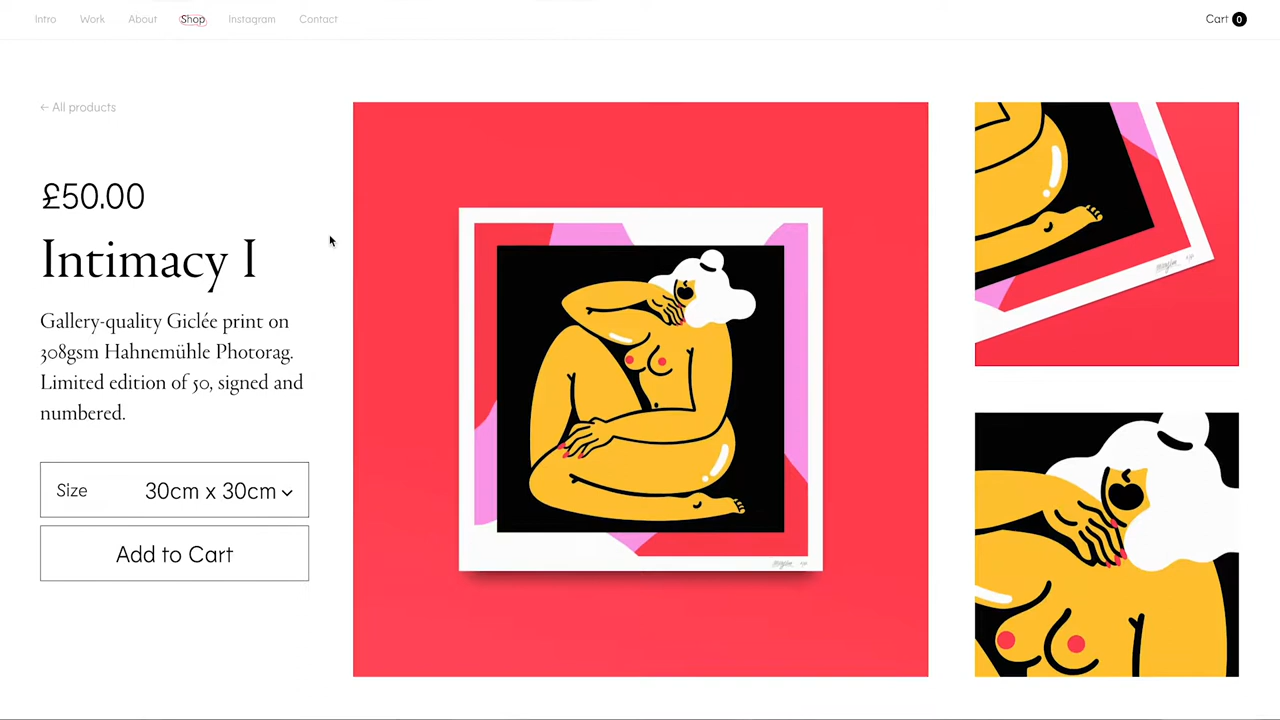 Intro
Work
About
Shop
Instagram
Contact
Cart 0
← All products
£50.00
Intimacy I
Gallery-quality Giclée print on
308gsm Hahnemühle Photorag.
Limited edition of 50, signed and
numbered.
Size 30cm x 30cm
Add to Cart